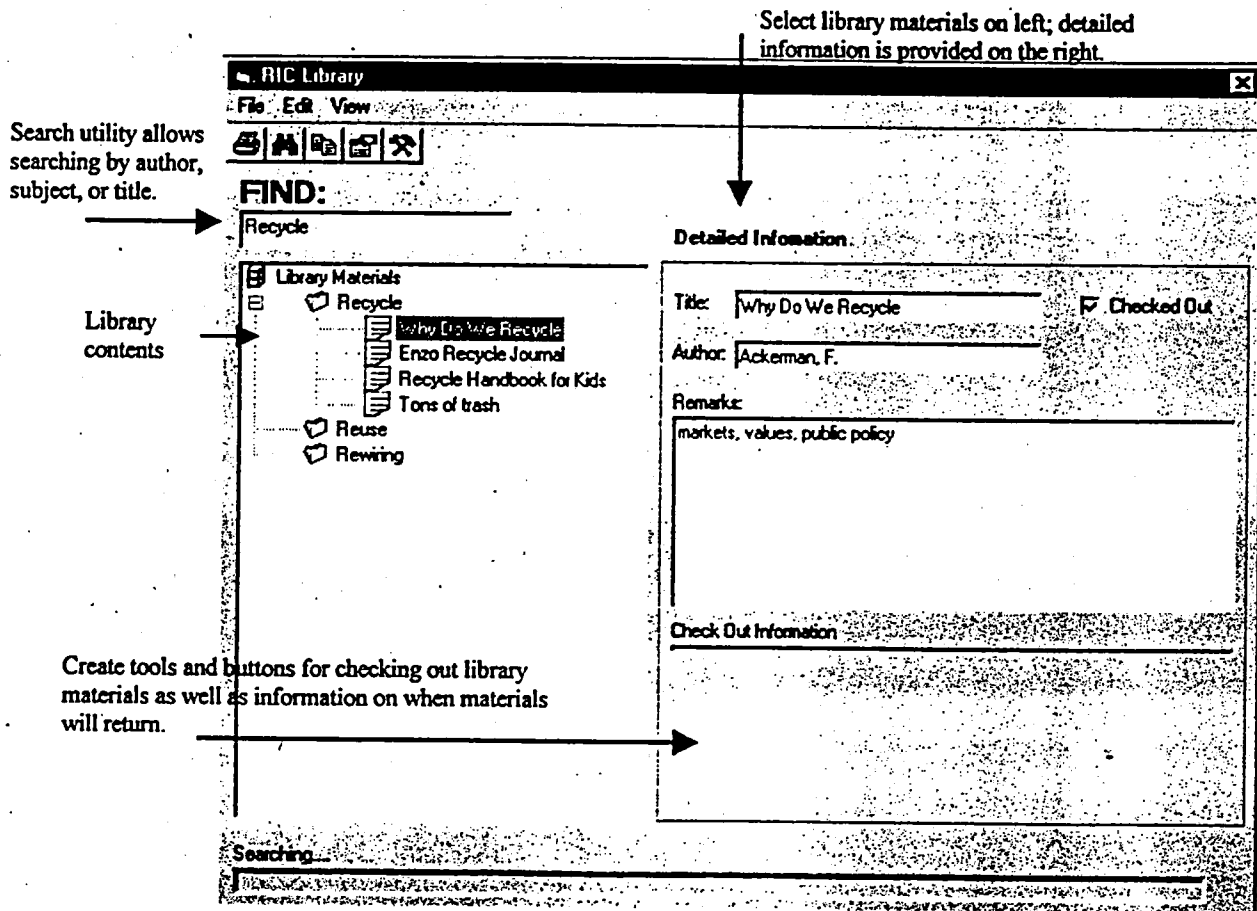 Select library materials on left; detailed
information is provided on the right.
RIC Library
File Edit View
Search utility allows
searching by author,
subject, or title.
FIND:
Recycle
Detailed Infomation:
Library Materials
Recycle
Why Do We Recycle
Enzo Recycle Journal
Recycle Handbook for Kids
Tons of trash
Reuse
Rewiring
Library
contents
Title: Why Do We Recycle
Checked Out
Author: Ackerman, F.
Remarks:
markets, values, public policy
Check Out Information
Create tools and buttons for checking out library
materials as well as information on when materials
will return.
Searching...